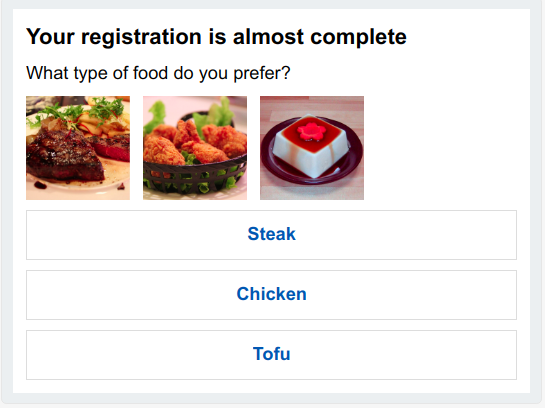 Your registration is almost complete
What type of food do you prefer?
Steak
Chicken
Tofu